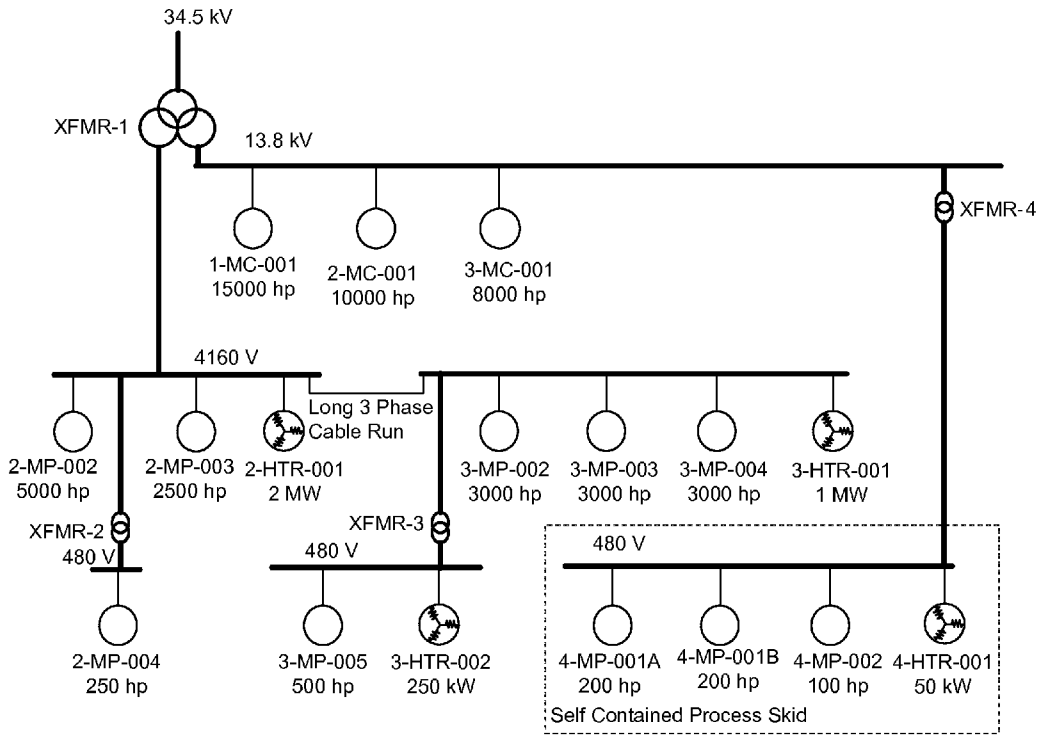 34.5 kV
XFMR-1
13.8 kV
XFMR-4
1-MC-001
15000 hp
2-MC-001
10000 hp
3-MC-001
8000 hp
4160 V
Long 3 Phase
Cable Run
2-MP-002
5000 hp
2-MP-003
2500 hp
2-HTR-001
2 MW
3-MP-002
3000 hp
3-MP-003
3000 hp
3-MP-004
3000 hp
3-HTR-001
1 MW
XFMR-2
480 V
XFMR-3
480 V
480 V
2-MP-004
250 hp
3-MP-005
500 hp
3-HTR-002
250 kW
4-MP-001A
200 hp
4-MP-001B
200 hp
4-MP-002
100 hp
4-HTR-001
50 kW
Self Contained Process Skid